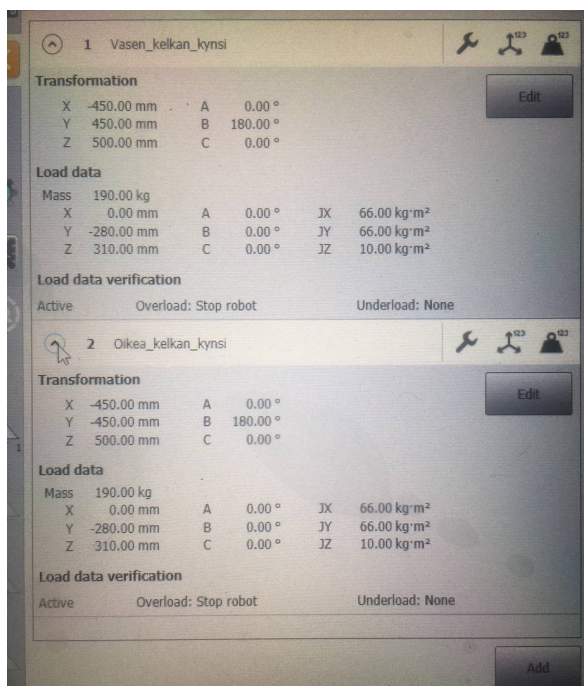 1 Vasen_kelkan_kynsi 123 123
Transformation
Edit
X -450.00 mm A 0.00 °
Y 450.00 mm B 180.00 °
Z 500.00 mm C 0.00 °
Load data
Mass 190.00 kg
X 0.00 mm A 0.00 ° JX 66.00 kg·m²
Y -280.00 mm B 0.00 ° JY 66.00 kg·m²
Z 310.00 mm C 0.00 ° JZ 10.00 kg·m²
Load data verification
Active Overload: Stop robot Underload: None
2 Oikea_kelkan_kynsi 123 123
Transformation
Edit
X -450.00 mm A 0.00 °
Y -450.00 mm B 180.00 °
Z 500.00 mm C 0.00 °
1
Load data
Mass 190.00 kg
X 0.00 mm A 0.00 ° JX 66.00 kg·m²
Y -280.00 mm B 0.00 ° JY 66.00 kg·m²
Z 310.00 mm C 0.00 ° JZ 10.00 kg·m²
Load data verification
Active Overload: Stop robot Underload: None
Add